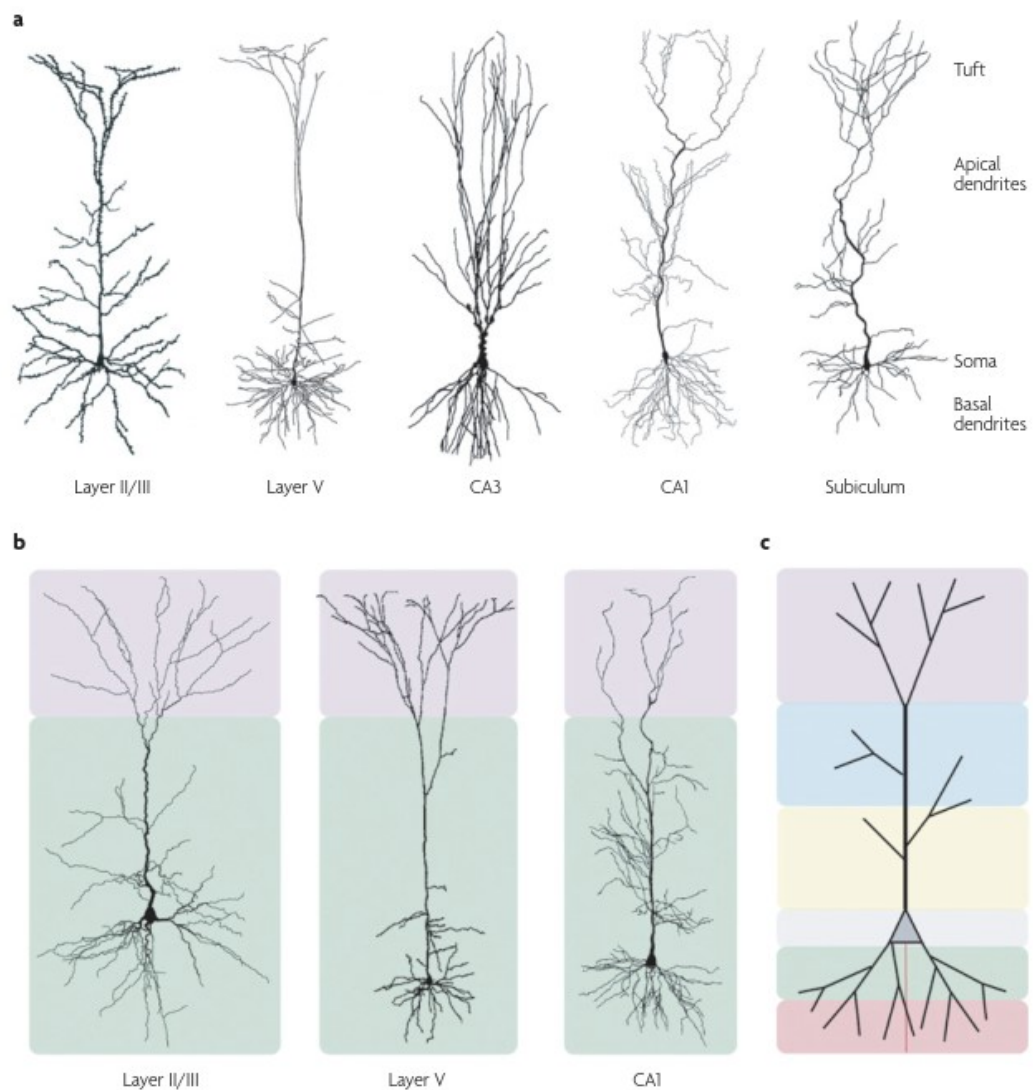 a
Tuft
Apical
dendrites
Soma
Basal
dendrites
Layer II/III
Layer V
CA3
CA1
Subiculum
b
c
Layer II/III
Layer V
CA1